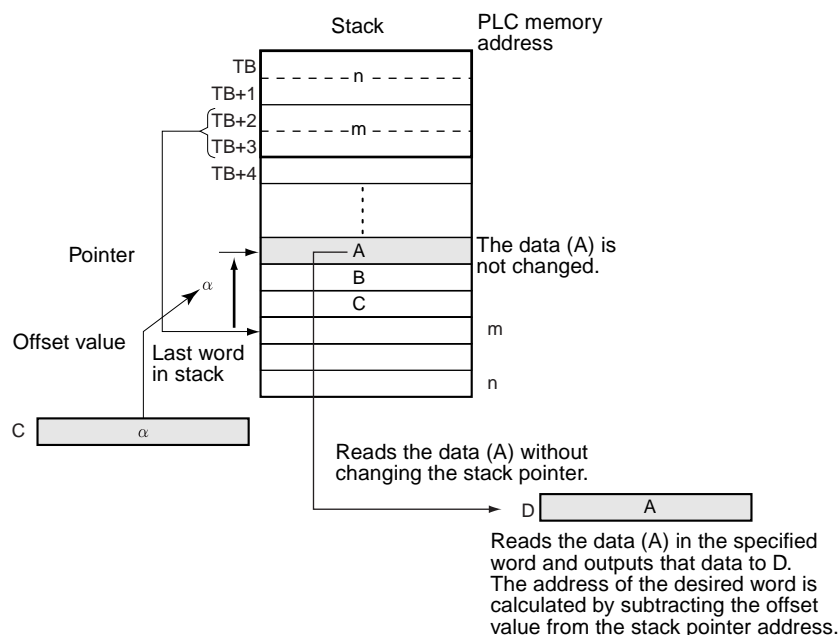 Stack
PLC memory
address
TB
n
TB+1
TB+2
m
TB+3
TB+4
Pointer
A
The data (A) is
not changed.
B
α
C
Offset value
Last word
in stack
m
n
C
α
Reads the data (A) without
changing the stack pointer.
D
A
Reads the data (A) in the specified
word and outputs that data to D.
The address of the desired word is
calculated by subtracting the offset
value from the stack pointer address.